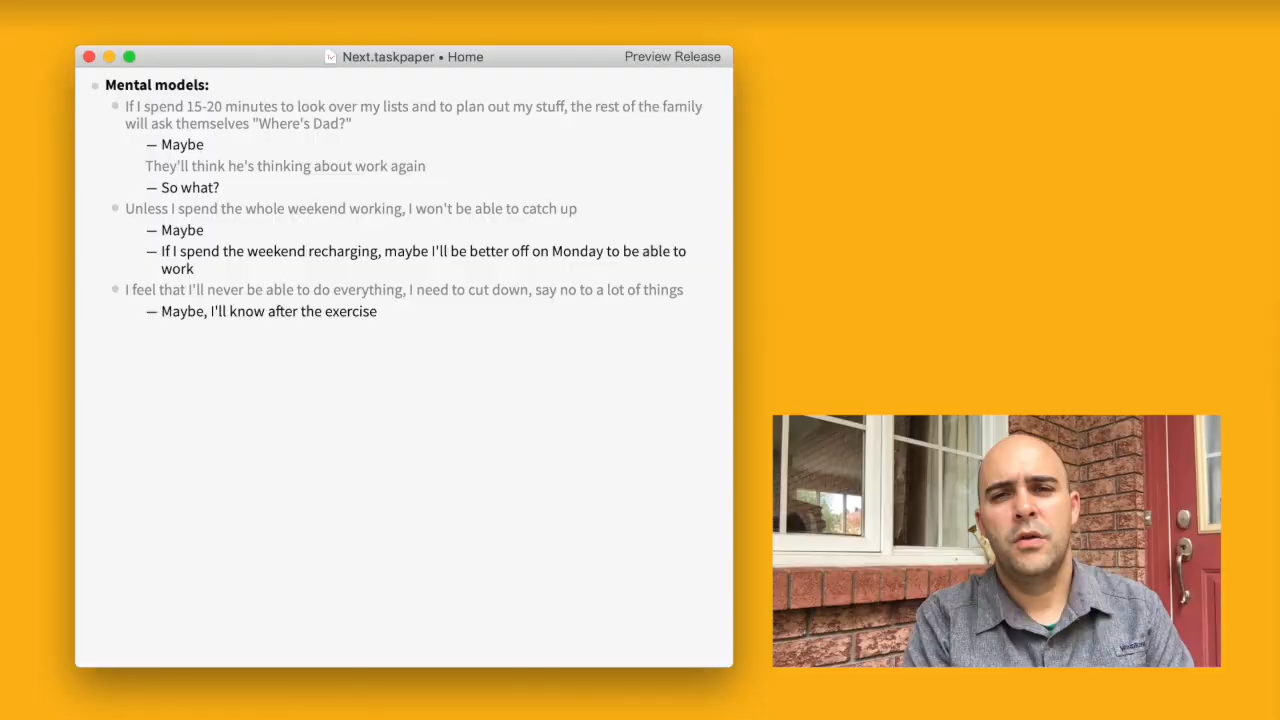 Next.taskpaper • Home
Preview Release
Mental models:
If I spend 15-20 minutes to look over my lists and to plan out my stuff, the rest of the family
will ask themselves "Where's Dad?"
— Maybe
They'll think he's thinking about work again
— So what?
Unless I spend the whole weekend working, I won't be able to catch up
— Maybe
— If I spend the weekend recharging, maybe I'll be better off on Monday to be able to
work
I feel that I'll never be able to do everything, I need to cut down, say no to a lot of things
— Maybe, I'll know after the exercise